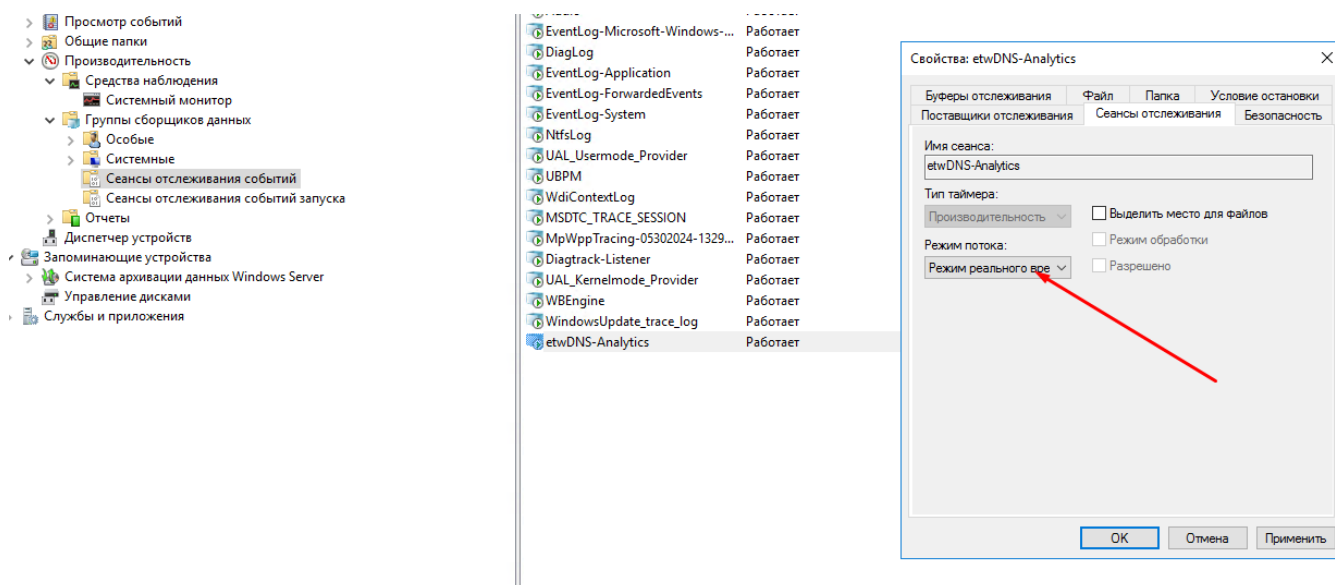 Просмотр событий
Общие папки
Производительность
Средства наблюдения
Системный монитор
Группы сборщиков данных
Особые
Системные
Сеансы отслеживания событий
Сеансы отслеживания событий запуска
Отчеты
Диспетчер устройств
Запоминающие устройства
Система архивации данных Windows Server
Управление дисками
Службы и приложения
EventLog-Microsoft-Windows-... Работает
DiagLog Работает
EventLog-Application Работает
EventLog-ForwardedEvents Работает
EventLog-System Работает
NtfsLog Работает
UAL_Usermode_Provider Работает
UBPM Работает
WdiContextLog Работает
MSDTC_TRACE_SESSION Работает
MpWppTracing-05302024-1329... Работает
Diagtrack-Listener Работает
UAL_Kernelmode_Provider Работает
WBEngine Работает
WindowsUpdate_trace_log Работает
etwDNS-Analytics Работает
Свойства: etwDNS-Analytics
Буферы отслеживания Файл Папка Условие остановки
Поставщики отслеживания Сеансы отслеживания Безопасность
Имя сеанса:
etwDNS-Analytics
Тип таймера:
Производительность Выделить место для файлов
Режим потока: Режим обработки
Режим реального вре Разрешено
OK Отмена Применить